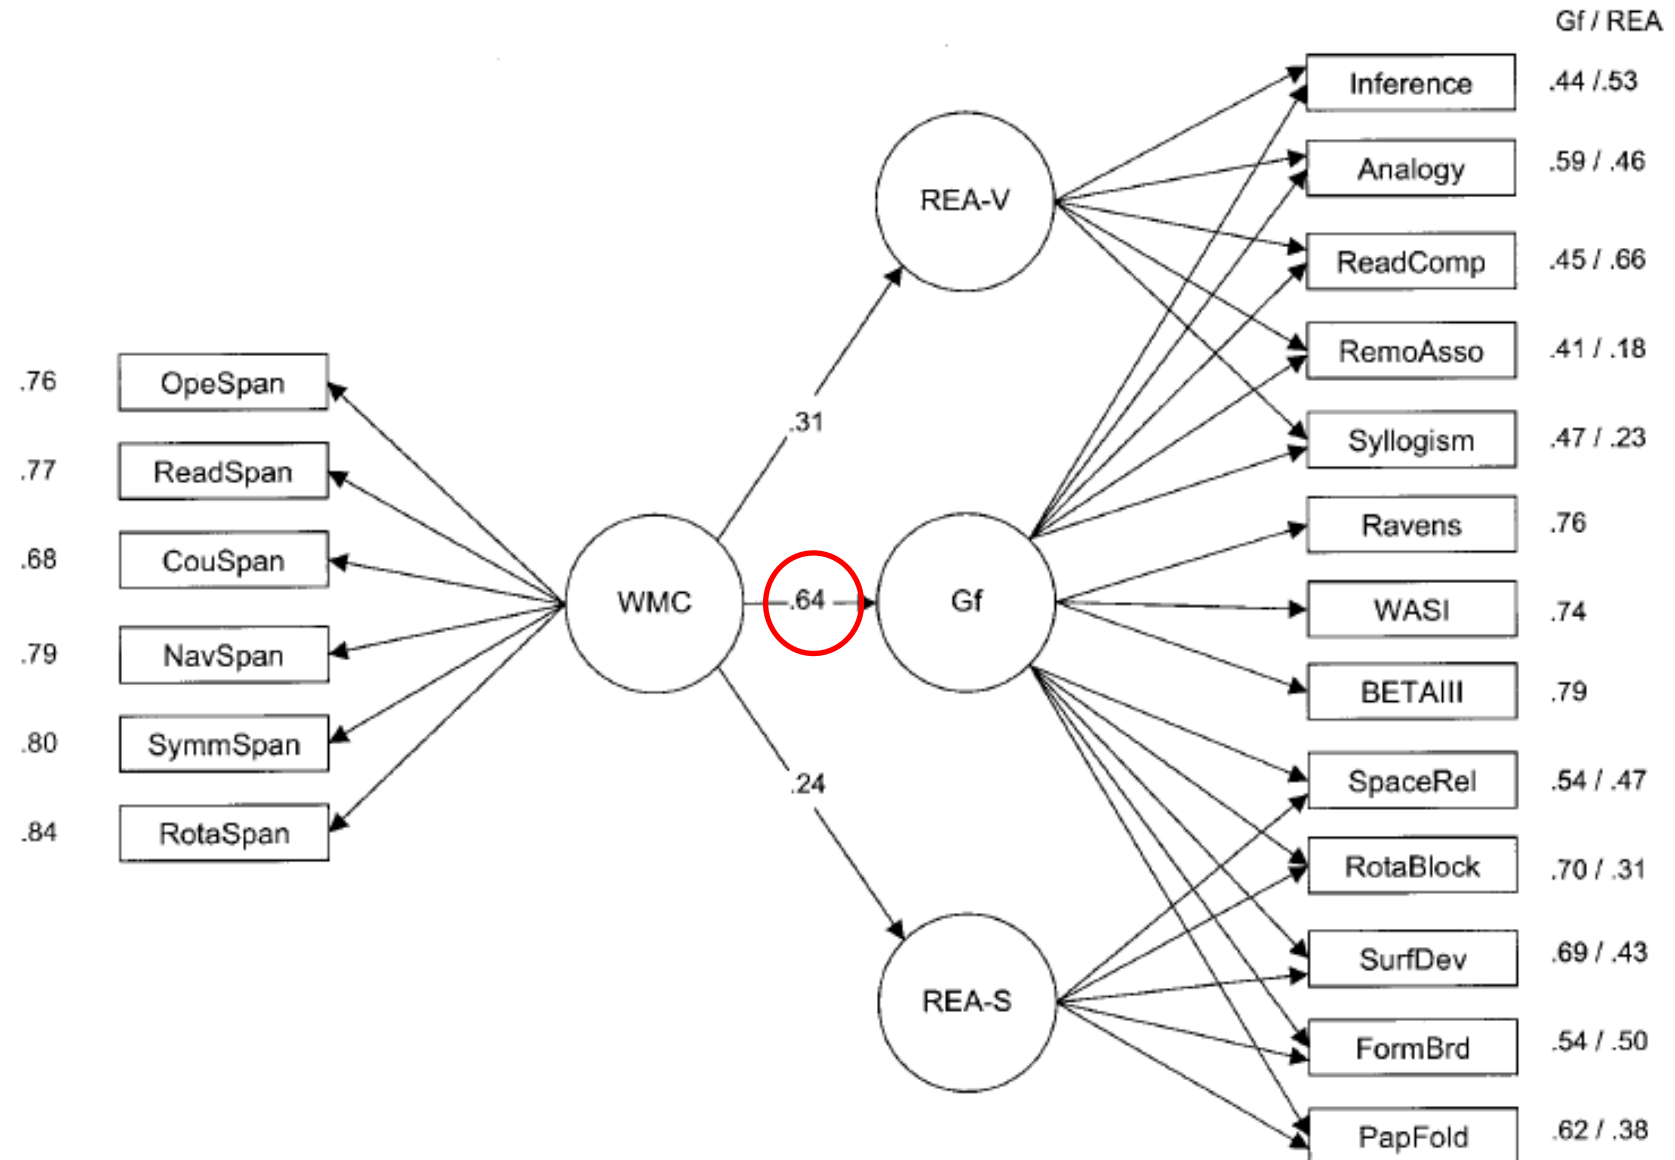 Gf / REA
Inference .44 /.53
Analogy .59 / .46
ReadComp .45 / .66
RemoAsso .41 / .18
Syllogism .47 / .23
Ravens .76
WASI .74
BETAIII .79
SpaceRel .54 / .47
RotaBlock .70 / .31
SurfDev .69 / .43
FormBrd .54 / .50
PapFold .62 / .38
REA-V
Gf
REA-S
.31
.64
.24
WMC
.76 OpeSpan
.77 ReadSpan
.68 CouSpan
.79 NavSpan
.80 SymmSpan
.84 RotaSpan